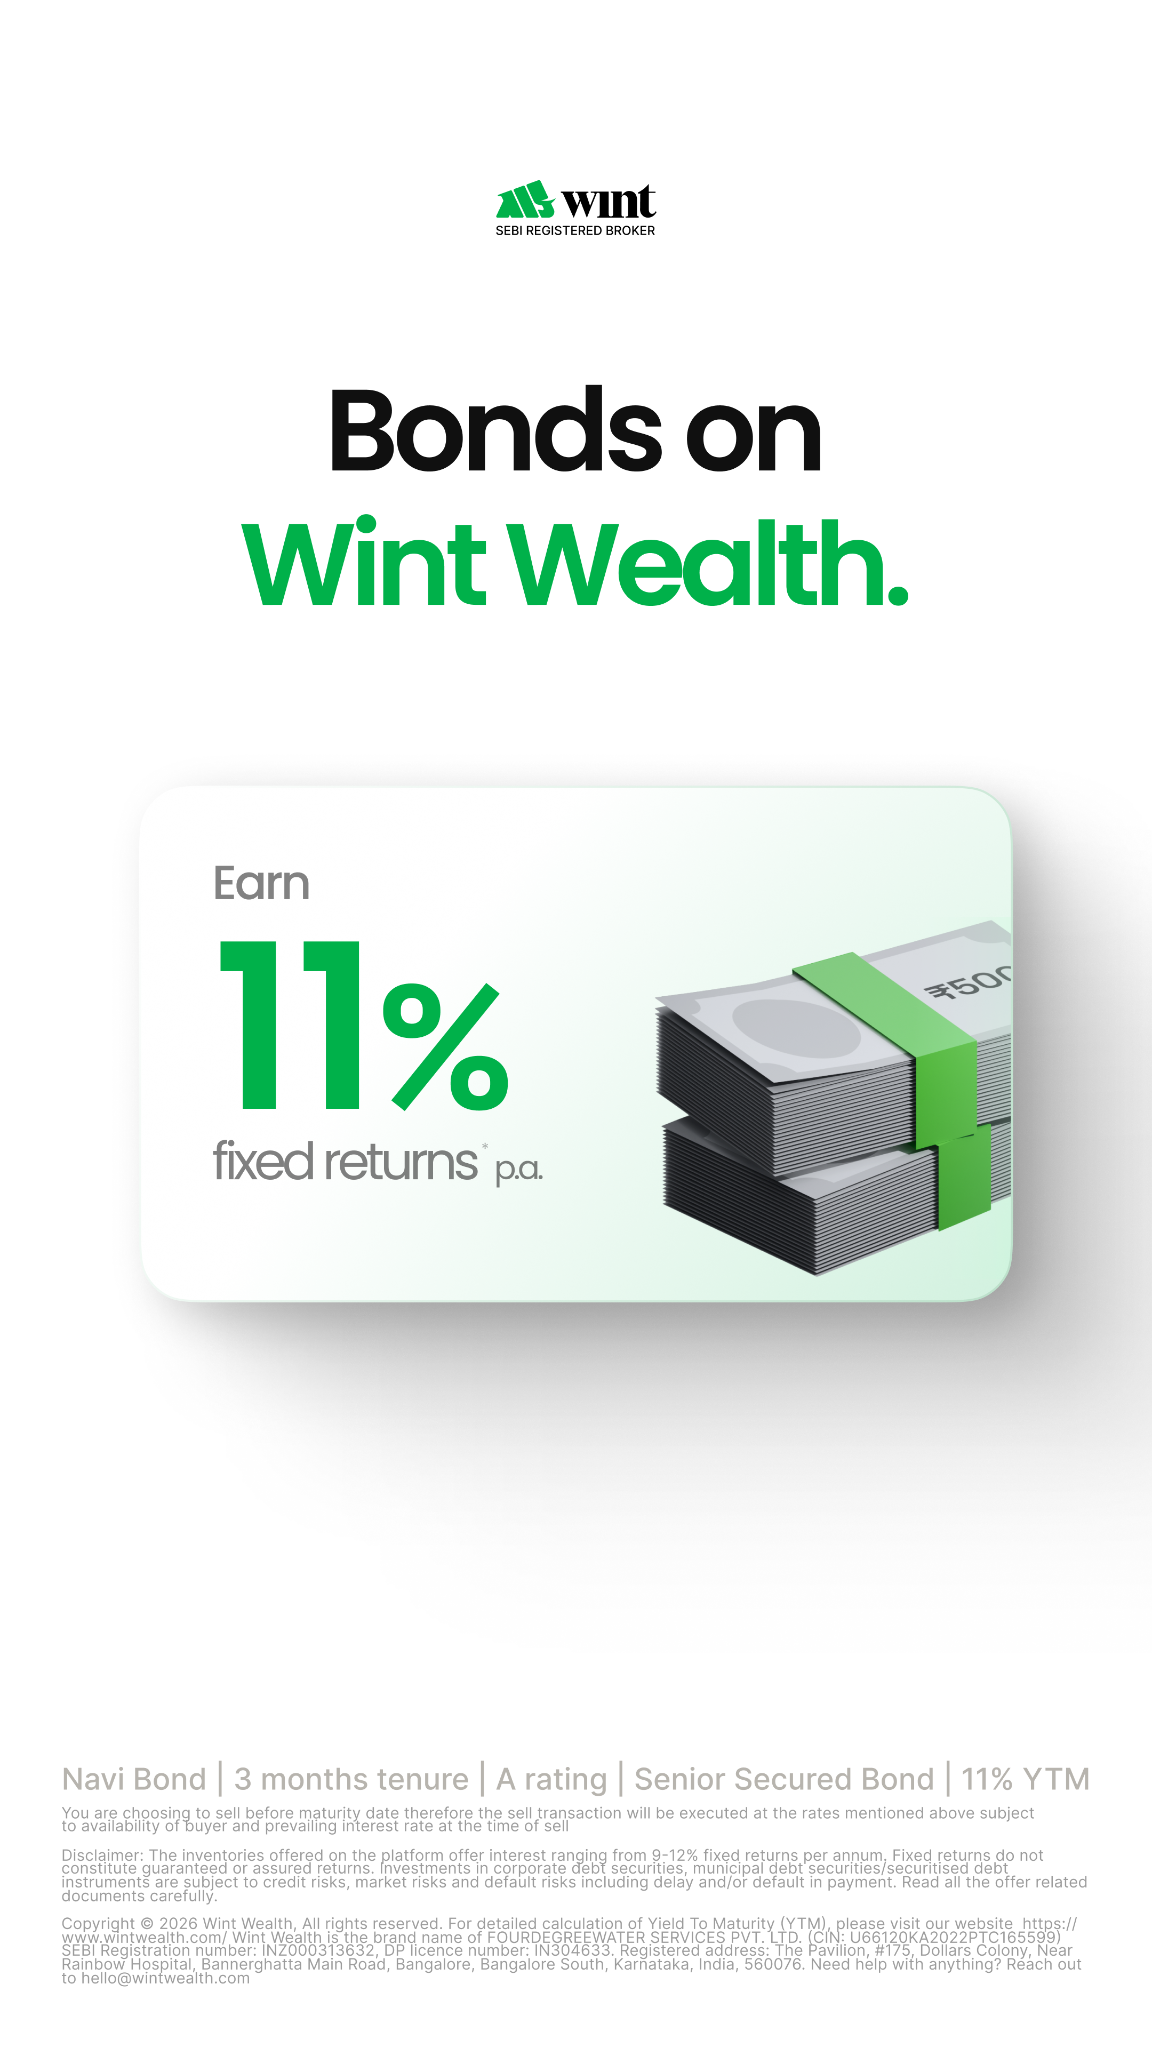 wint
SEBI REGISTERED BROKER
Bonds on
Wint Wealth.
Earn
11%
fixed returns* p.a.
₹500
Navi Bond | 3 months tenure | A rating | Senior Secured Bond | 11% YTM
You are choosing to sell before maturity date therefore the sell transaction will be executed at the rates mentioned above subject
to availability of buyer and prevailing interest rate at the time of sell
Disclaimer: The inventories offered on the platform offer interest ranging from 9-12% fixed returns per annum. Fixed returns do not
constitute guaranteed or assured returns. Investments in corporate debt securities, municipal debt securities/securitised debt
instruments are subject to credit risks, market risks and default risks including delay and/or default in payment. Read all the offer related
documents carefully.
Copyright © 2026 Wint Wealth, All rights reserved. For detailed calculation of Yield To Maturity (YTM), please visit our website https://
www.wintwealth.com/ Wint Wealth is the brand name of FOURDEGREEWATER SERVICES PVT. LTD. (CIN: U66120KA2022PTC165599)
SEBI Registration number: INZ000313632, DP licence number: IN304633. Registered address: The Pavilion, #175, Dollars Colony, Near
Rainbow Hospital, Bannerghatta Main Road, Bangalore, Bangalore South, Karnataka, India, 560076. Need help with anything? Reach out
to hello@wintwealth.com